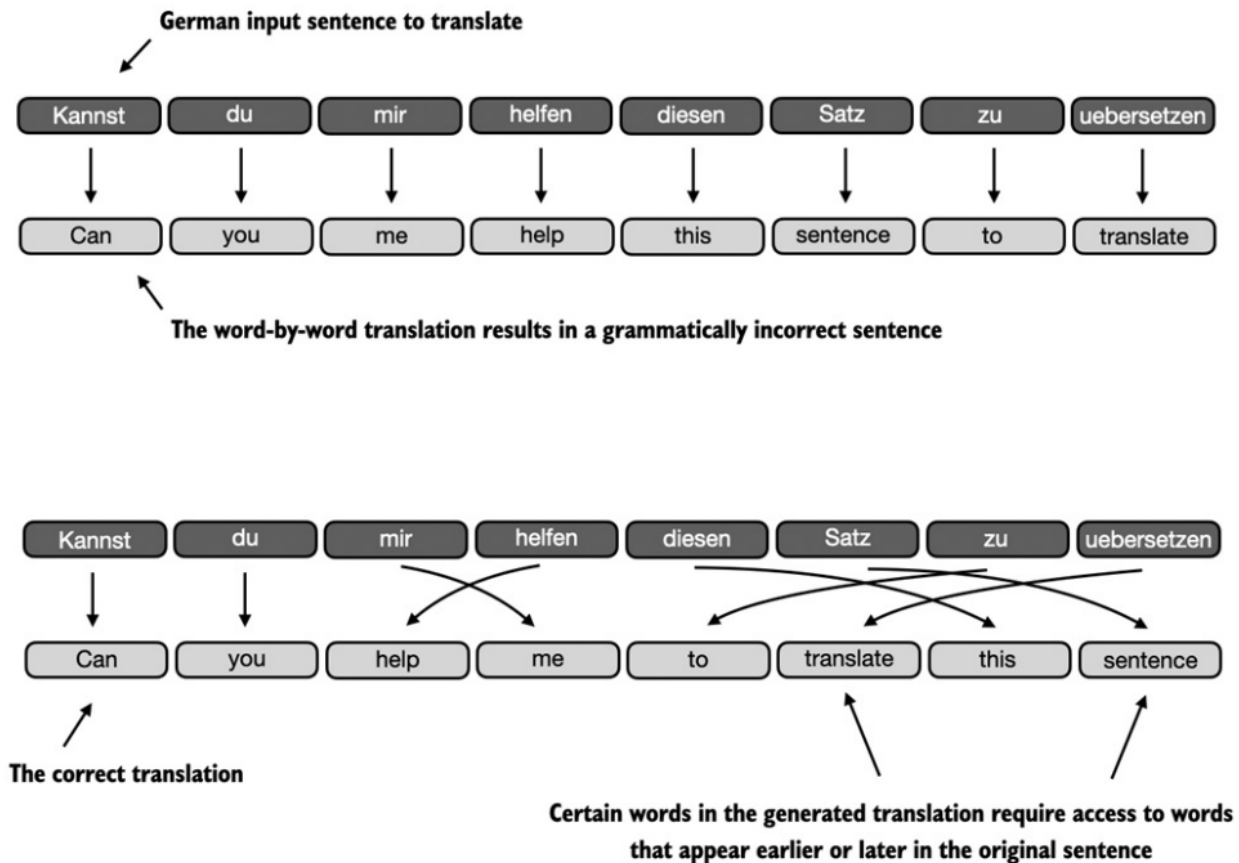 German input sentence to translate
Kannst du mir helfen diesen Satz zu uebersetzen
Can you me help this sentence to translate
The word-by-word translation results in a grammatically incorrect sentence
Kannst du mir helfen diesen Satz zu uebersetzen
Can you help me to translate this sentence
The correct translation
Certain words in the generated translation require access to words
that appear earlier or later in the original sentence